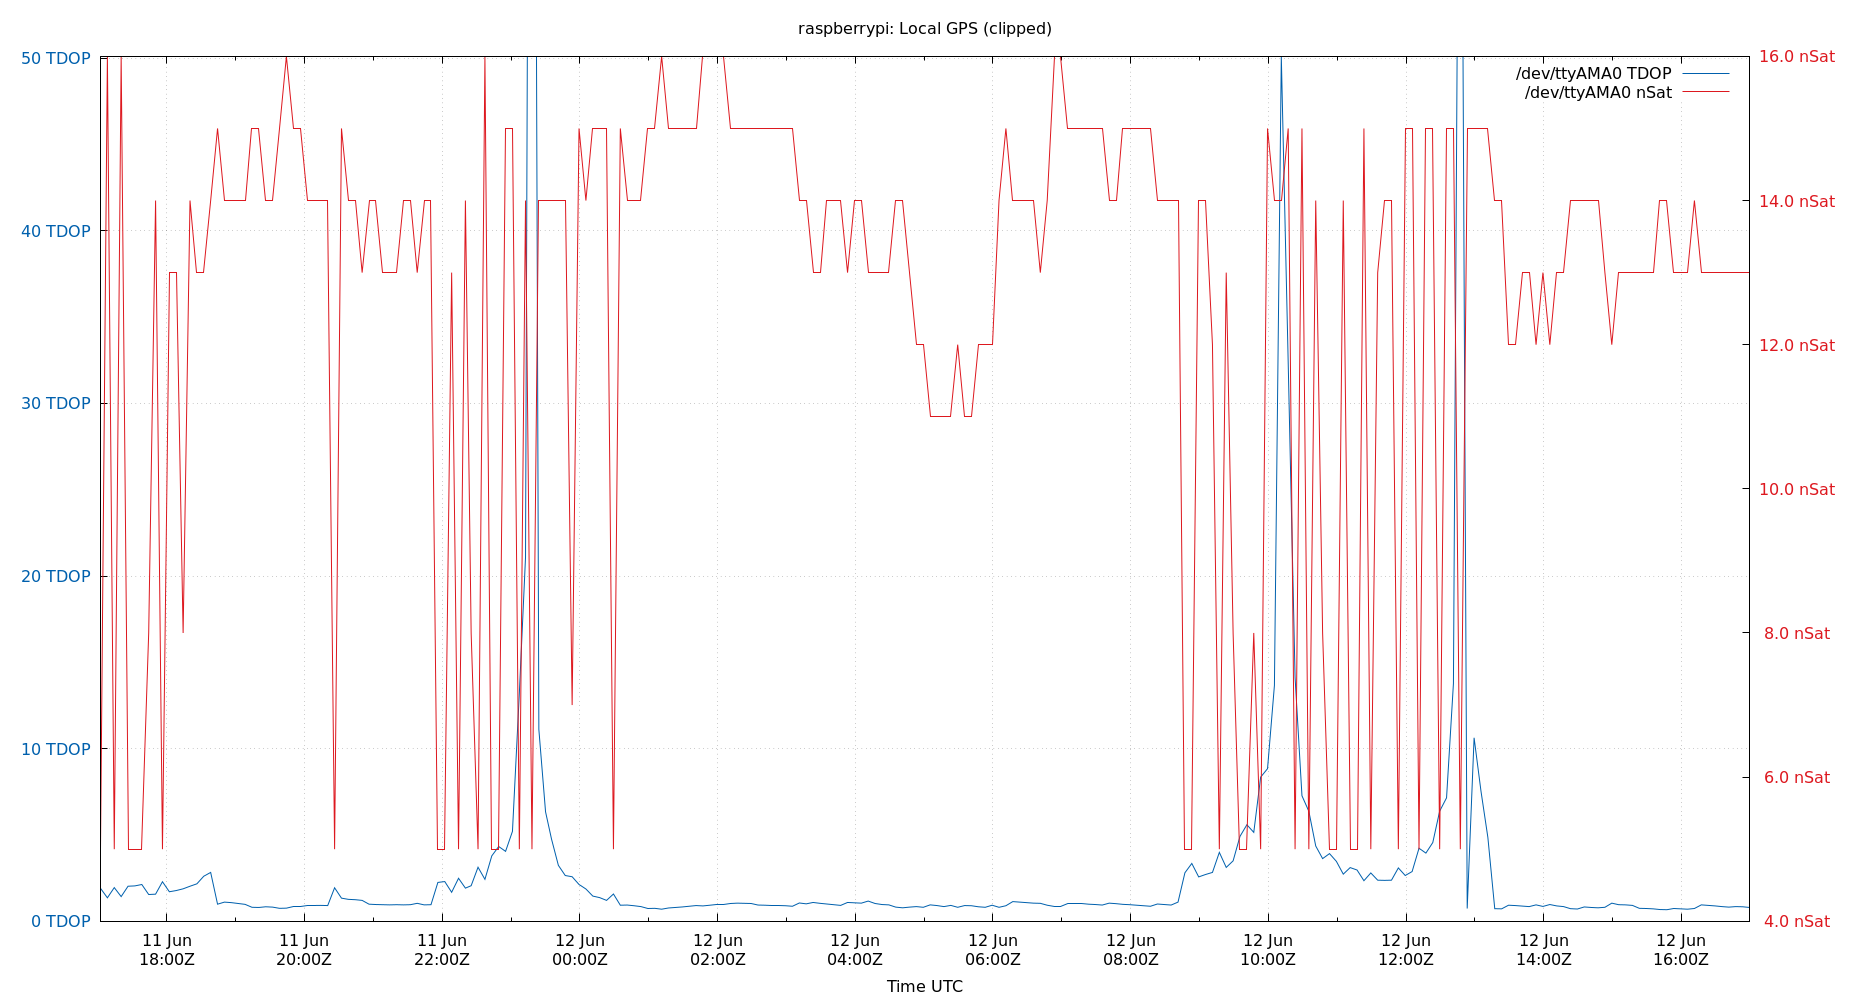 raspberrypi: Local GPS (clipped)
50 TDOP
40 TDOP
30 TDOP
20 TDOP
10 TDOP
0 TDOP
16.0 nSat
14.0 nSat
12.0 nSat
10.0 nSat
8.0 nSat
6.0 nSat
4.0 nSat
/dev/ttyAMA0 TDOP
/dev/ttyAMA0 nSat
11 Jun 11 Jun 11 Jun 12 Jun 12 Jun 12 Jun 12 Jun 12 Jun 12 Jun 12 Jun 12 Jun 12 Jun
18:00Z 20:00Z 22:00Z 00:00Z 02:00Z 04:00Z 06:00Z 08:00Z 10:00Z 12:00Z 14:00Z 16:00Z
Time UTC